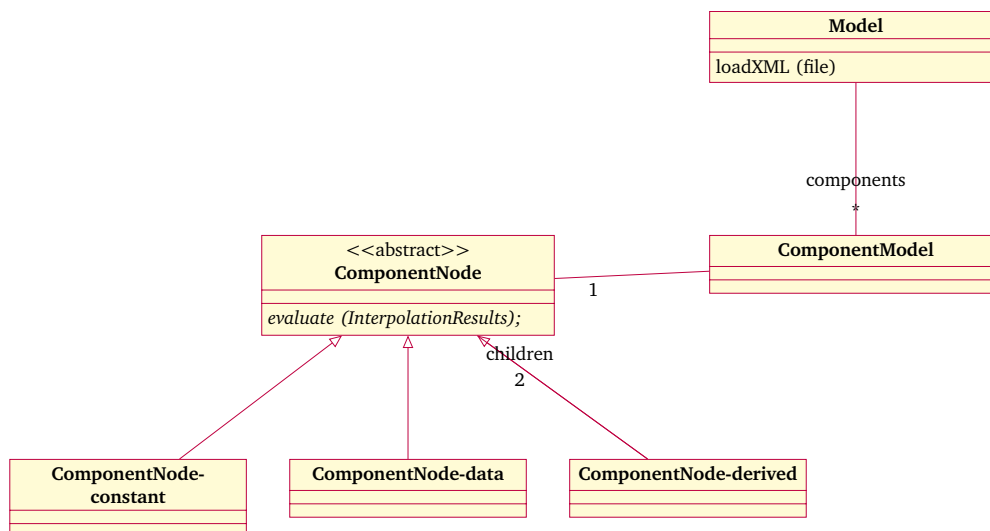 Model
loadXML (file)
components
*
<<abstract>>
ComponentNode
evaluate (InterpolationResults);
ComponentModel
1
children
2
ComponentNode-
constant
ComponentNode-data
ComponentNode-derived